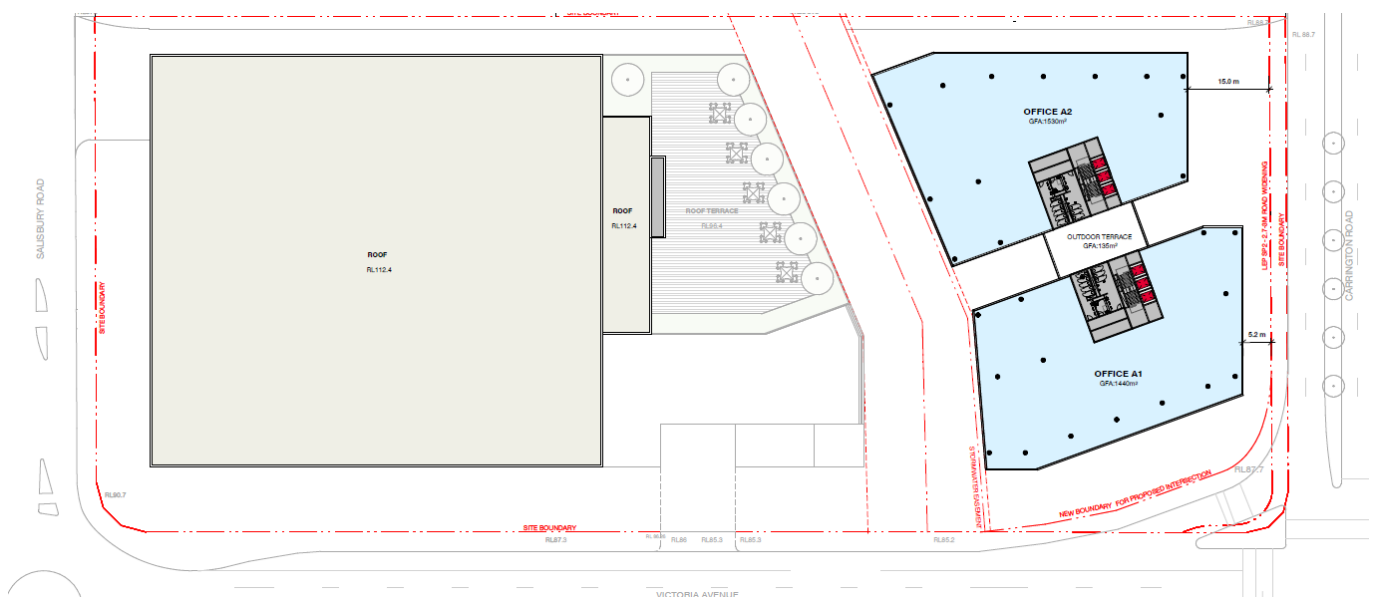 SITE BOUNDARY
RL 88.7
OFFICE A2
GFA:1530m²
15.0 m
SALISBURY ROAD
ROOF
RL112.4
ROOF TERRACE
RL95.4
ROOF
RL112.4
OUTDOOR TERRACE
GFA:135m²
LEP SP2 - 2.7-3M ROAD WIDENING
SITE BOUNDARY
CARRINGTON ROAD
SITE BOUNDARY
5.2 m
OFFICE A1
GFA:1440m²
STORMWATER EASEMENT
NEW BOUNDARY FOR PROPOSED INTERSECTION
RL87.7
RL90.7
SITE BOUNDARY
RL87.3
RL86
RL85.3
RL85.3
RL85.2
VICTORIA AVENUE